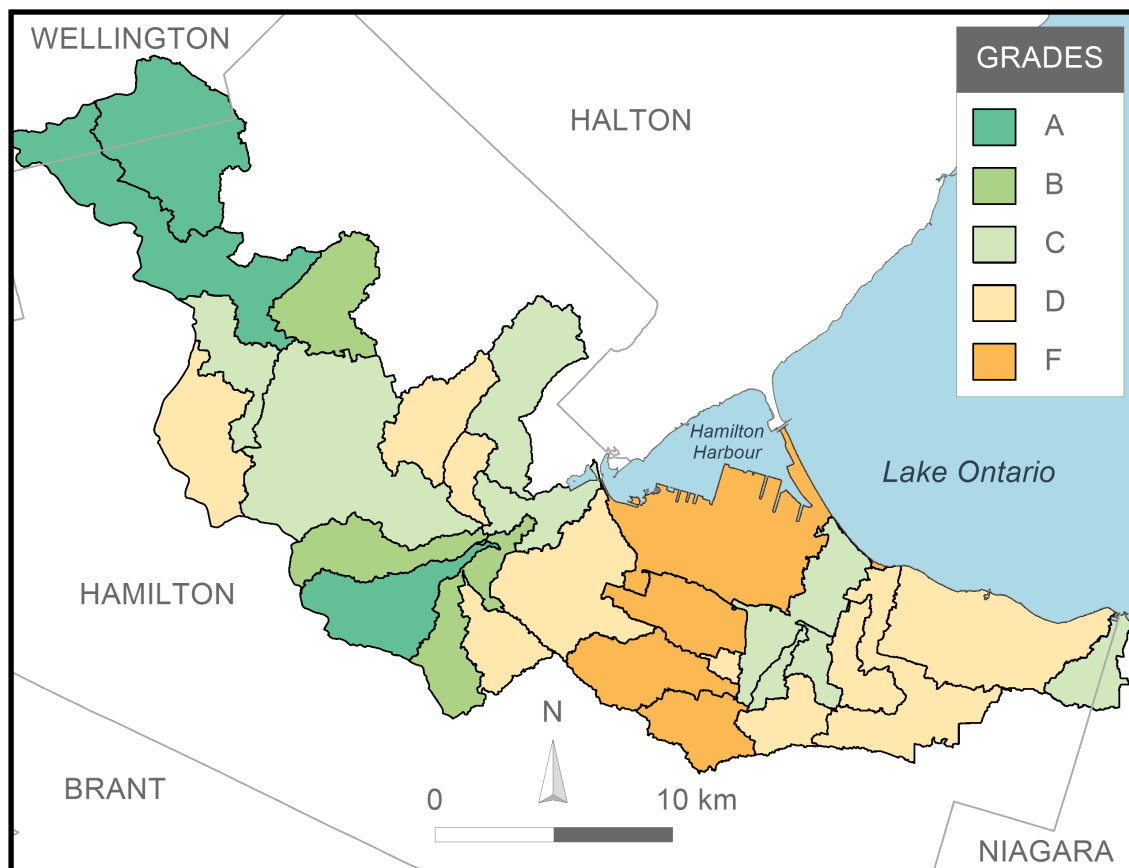 WELLINGTON
GRADES
HALTON
A
B
C
D
F
Hamilton
Harbour
Lake Ontario
HAMILTON
N
BRANT
0 10 km
NIAGARA